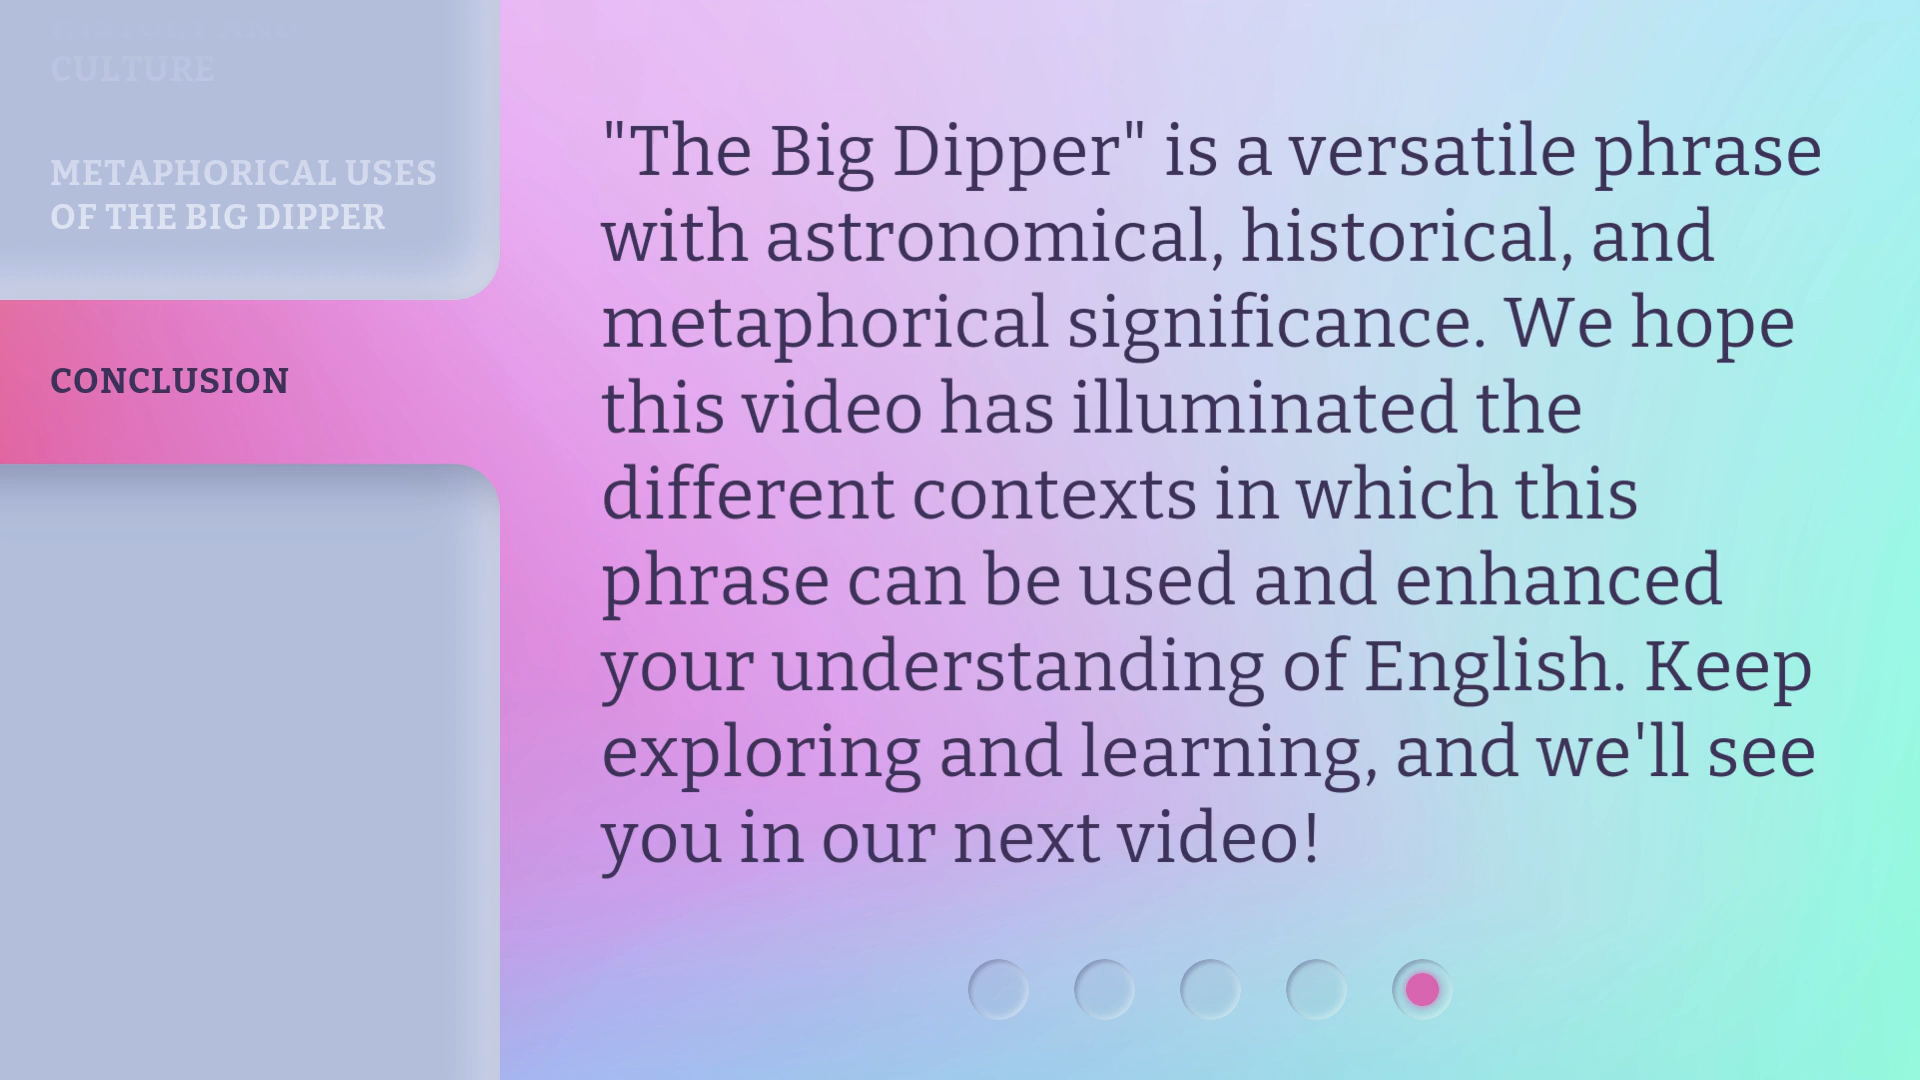 CULTURE
METAPHORICAL USES
OF THE BIG DIPPER
CONCLUSION
"The Big Dipper" is a versatile phrase
with astronomical, historical, and
metaphorical significance. We hope
this video has illuminated the
different contexts in which this
phrase can be used and enhanced
your understanding of English. Keep
exploring and learning, and we'll see
you in our next video!